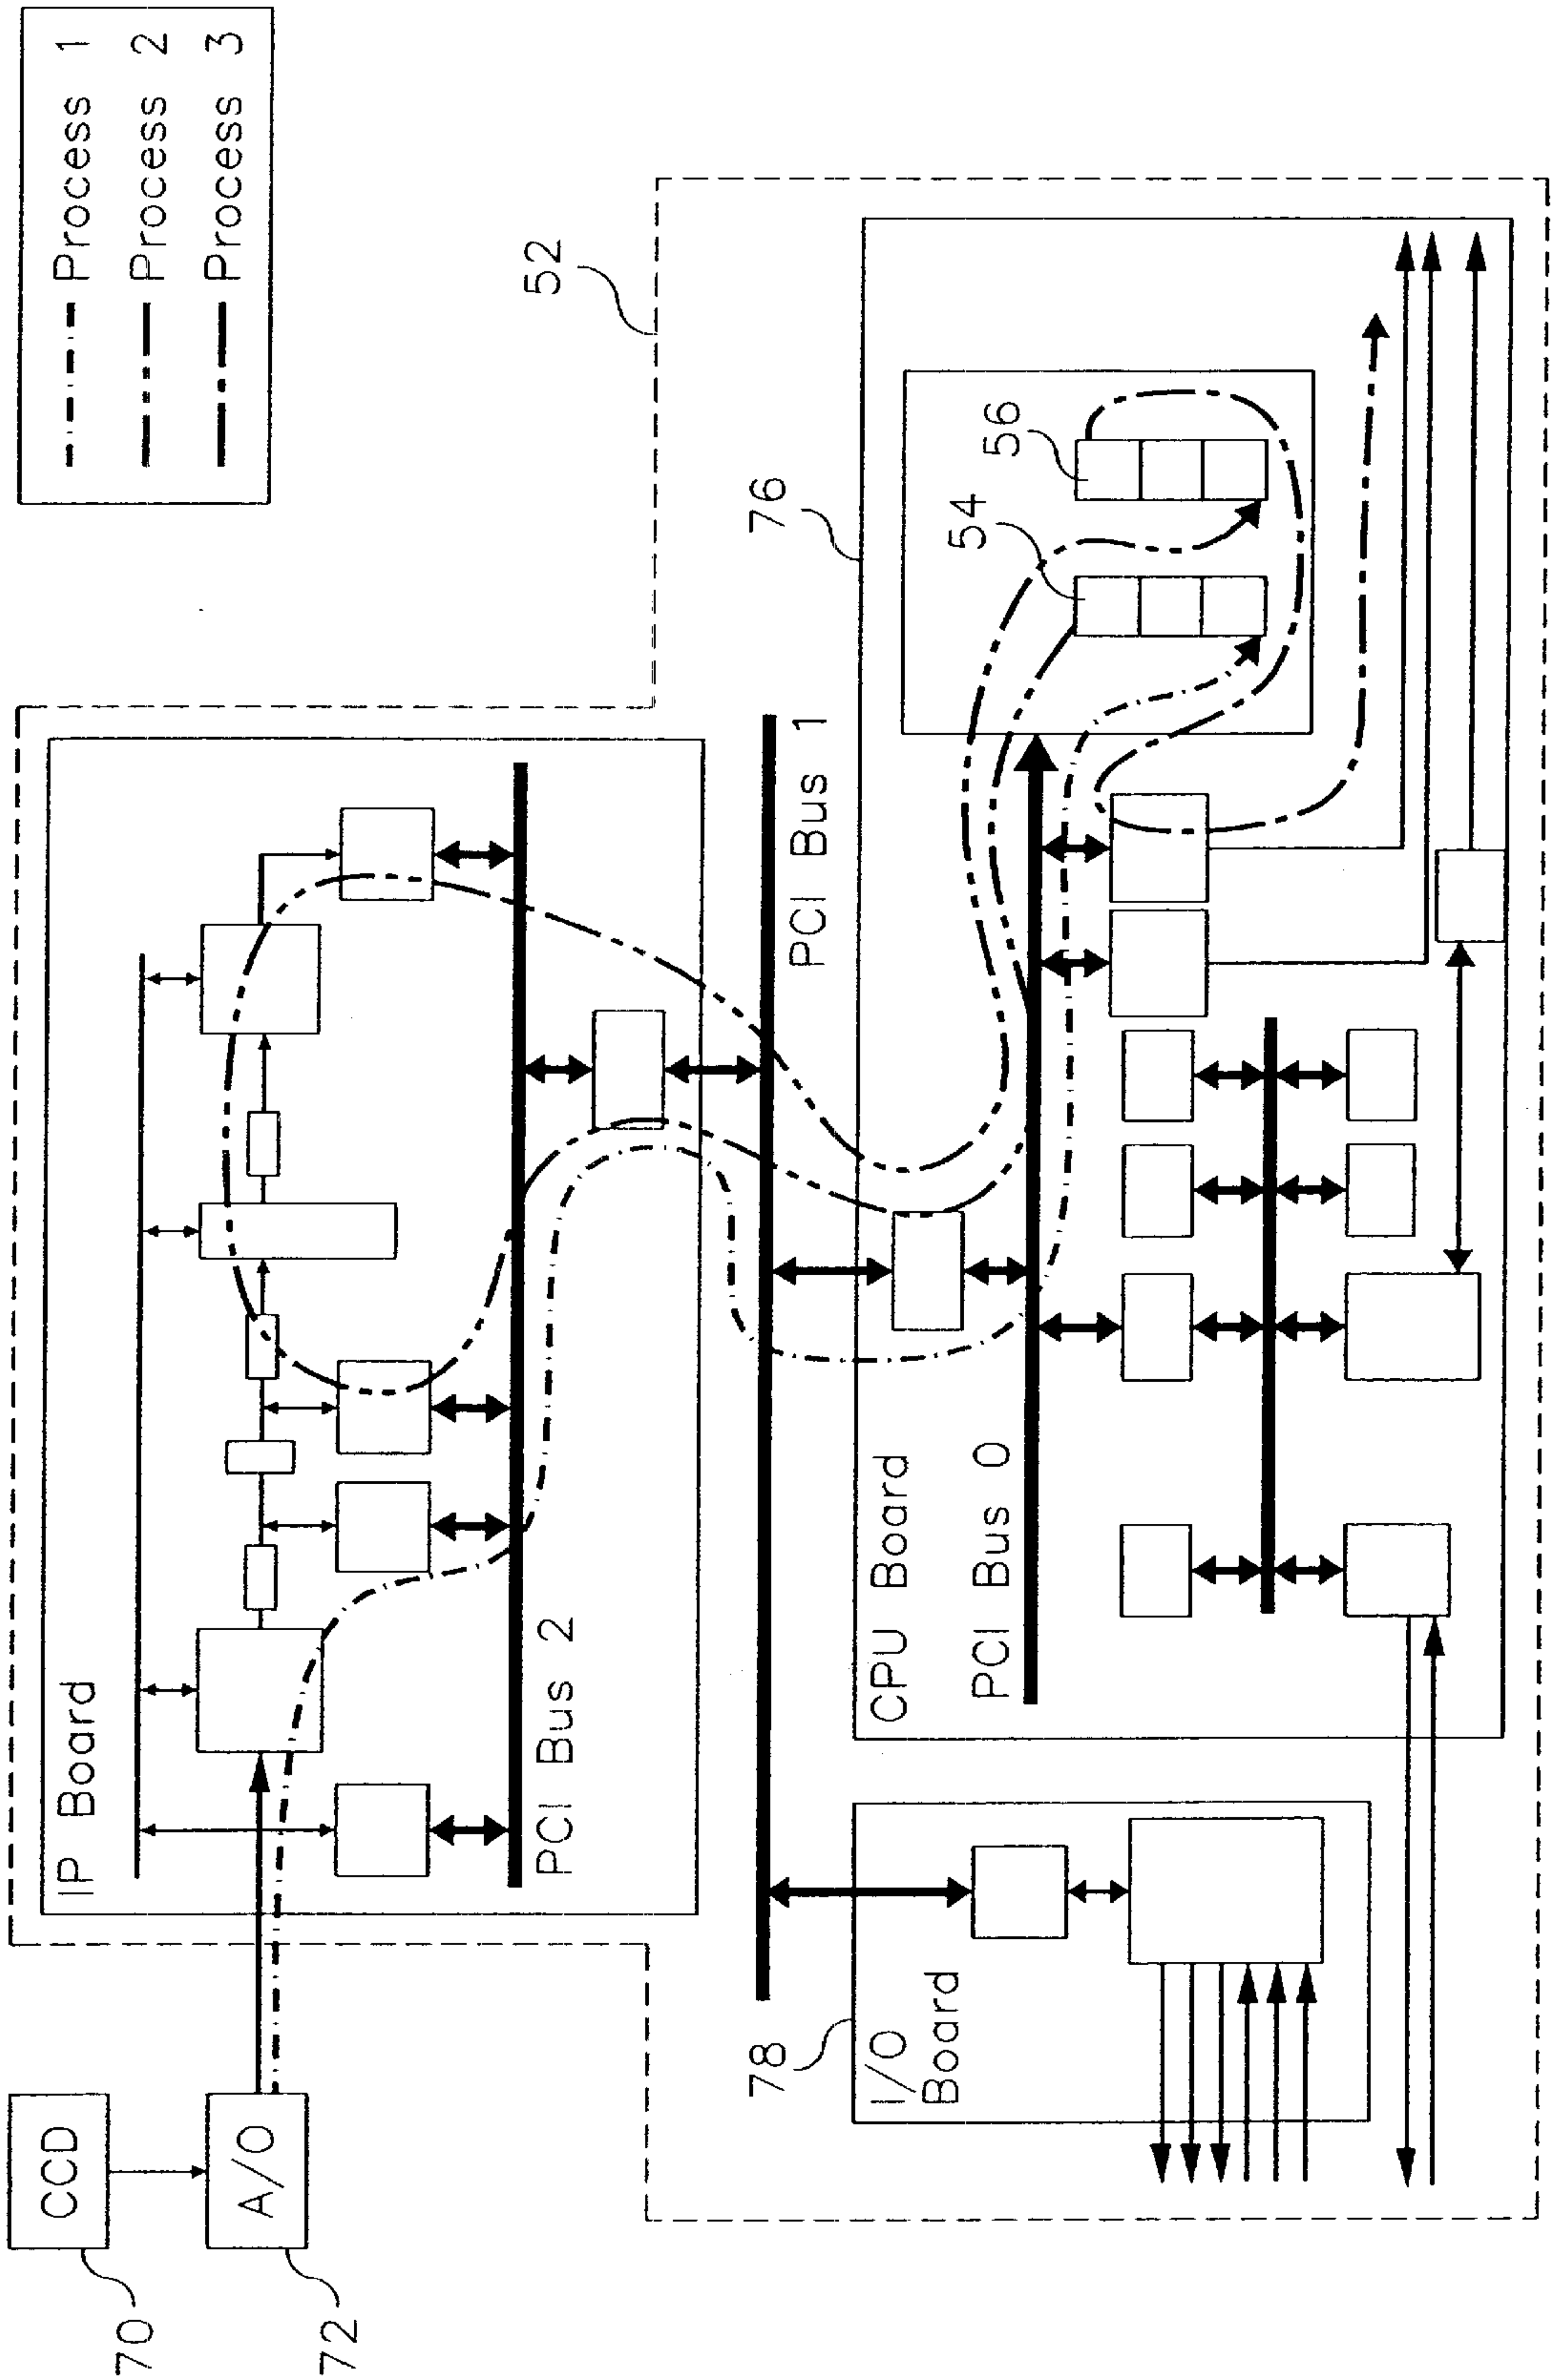 Process 1
Process 2
Process 3
CCD
70
A/O
72
IP Board
PCI Bus 2
52
PCI Bus 1
78
I/O
Board
76
CPU Board
PCI Bus 0
54
56